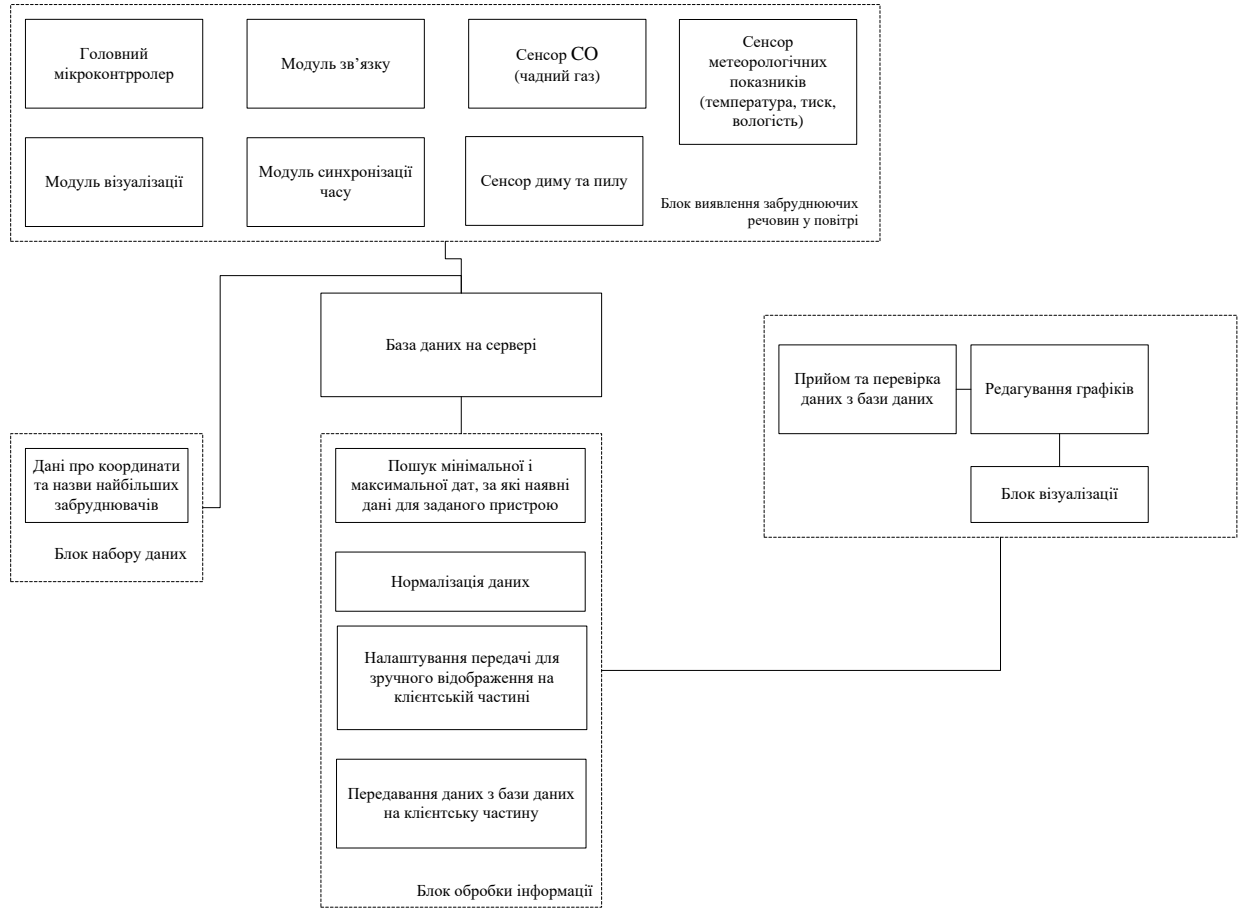 Головний
мікроконтрролер
Модуль зв’язку
Сенсор CO
(чадний газ)
Сенсор
метеорологічних
показників
(температура, тиск,
вологість)
Модуль візуалізації
Модуль синхронізації
часу
Сенсор диму та пилу
Блок виявлення забруднюючих
речовин у повітрі
База даних на сервері
Прийом та перевірка
даних з бази даних
Редагування графіків
Блок візуалізації
Дані про координати
та назви найбільших
забруднювачів
Блок набору даних
Пошук мінімальної і
максимальної дат, за які наявні
дані для заданого пристрою
Нормалізація даних
Налаштування передачі для
зручного відображення на
клієнтській частині
Передавання даних з бази даних
на клієнтську частину
Блок обробки інформації